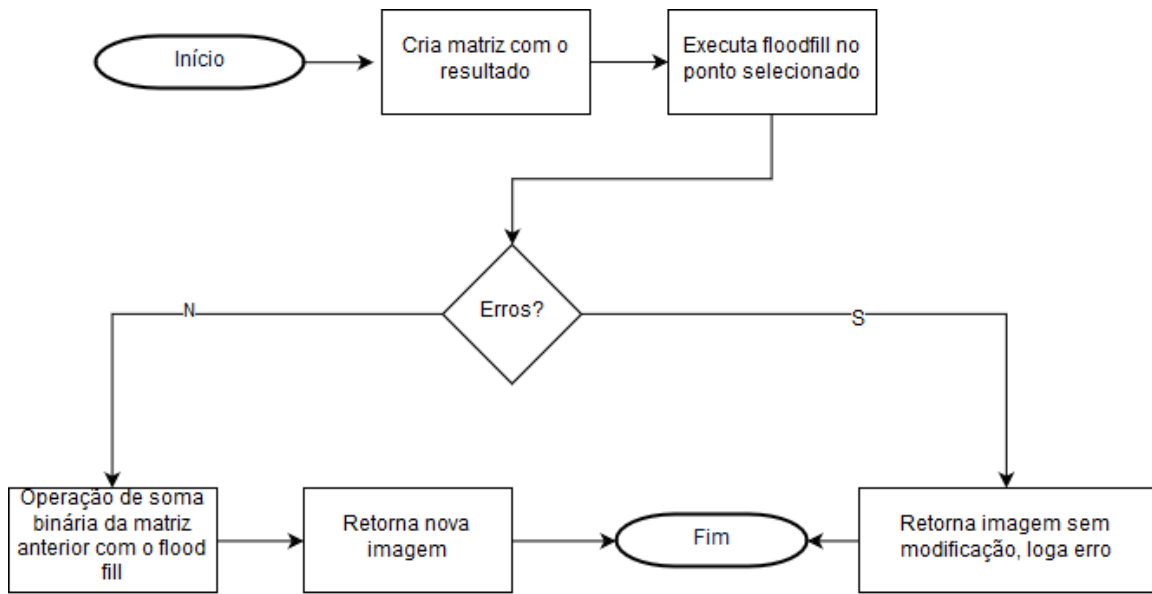 Início
Cria matriz com o
resultado
Executa floodfill no
ponto selecionado
Erros?
N
S
Operação de soma
binária da matriz
anterior com o flood
fill
Retorna nova
imagem
Fim
Retorna imagem sem
modificação, loga erro